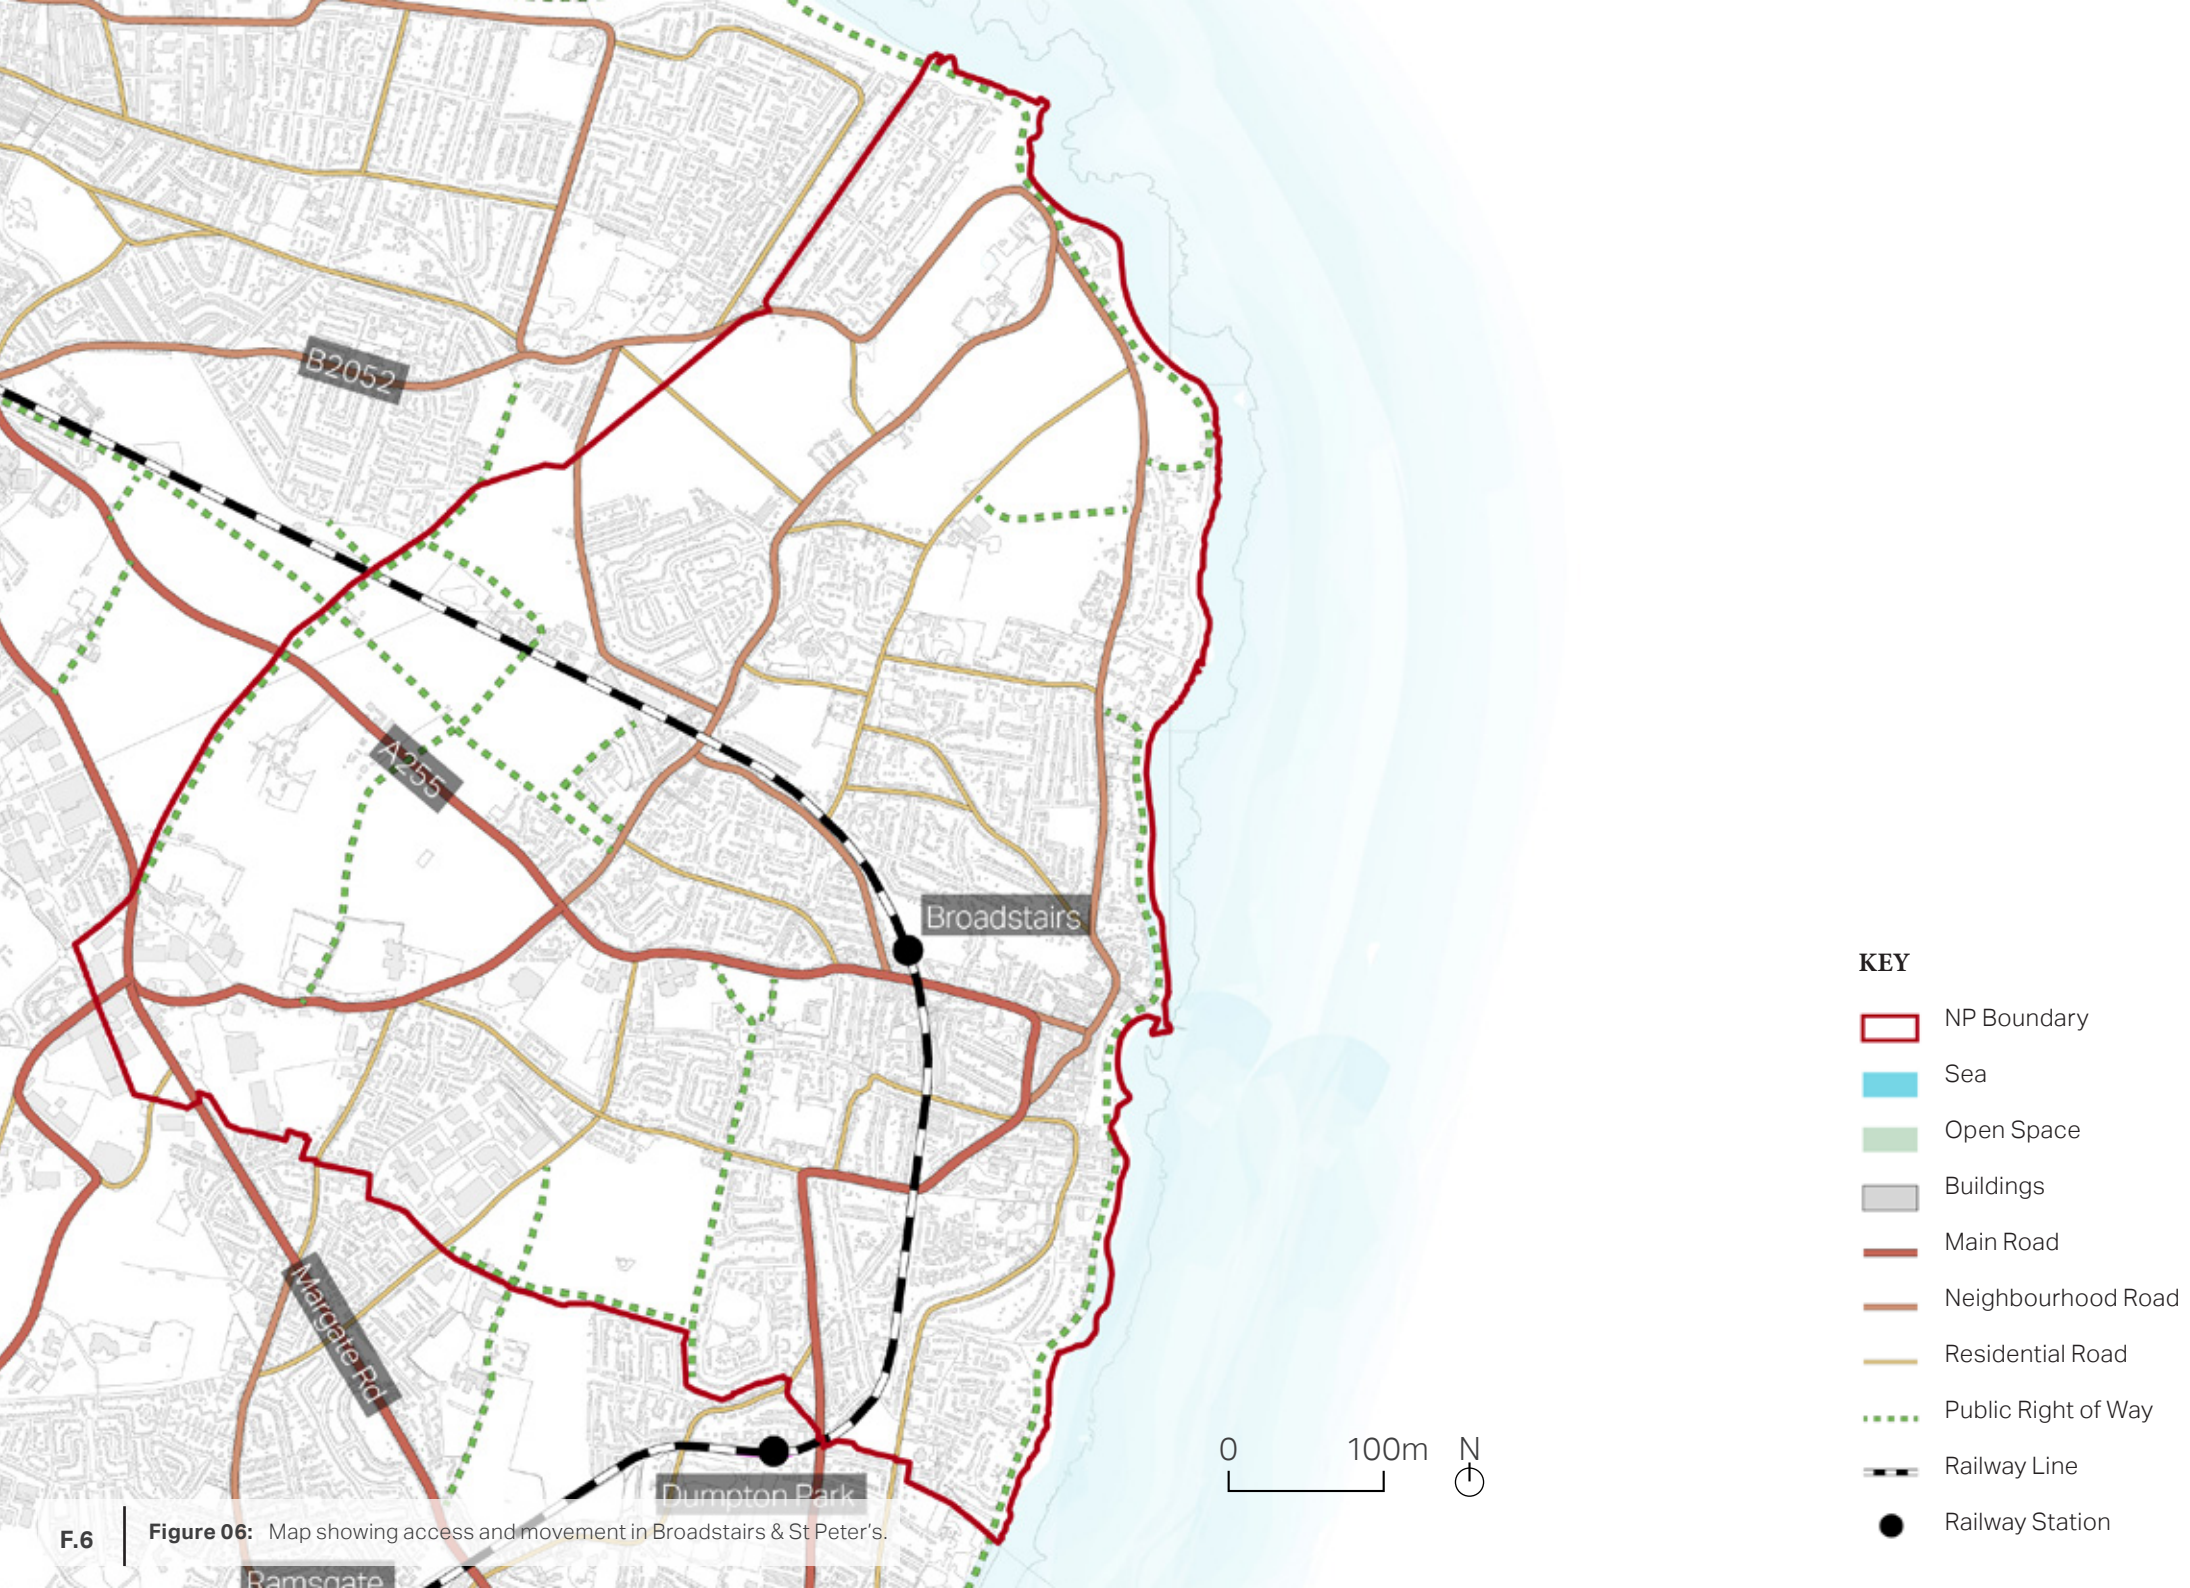 B2052
A255
Broadstairs
Margate Rd
Dumpton Park
Ramsgate
0 100m N
KEY
NP Boundary
Sea
Open Space
Buildings
Main Road
Neighbourhood Road
Residential Road
Public Right of Way
Railway Line
Railway Station
F.6 Figure 06: Map showing access and movement in Broadstairs & St Peter's.